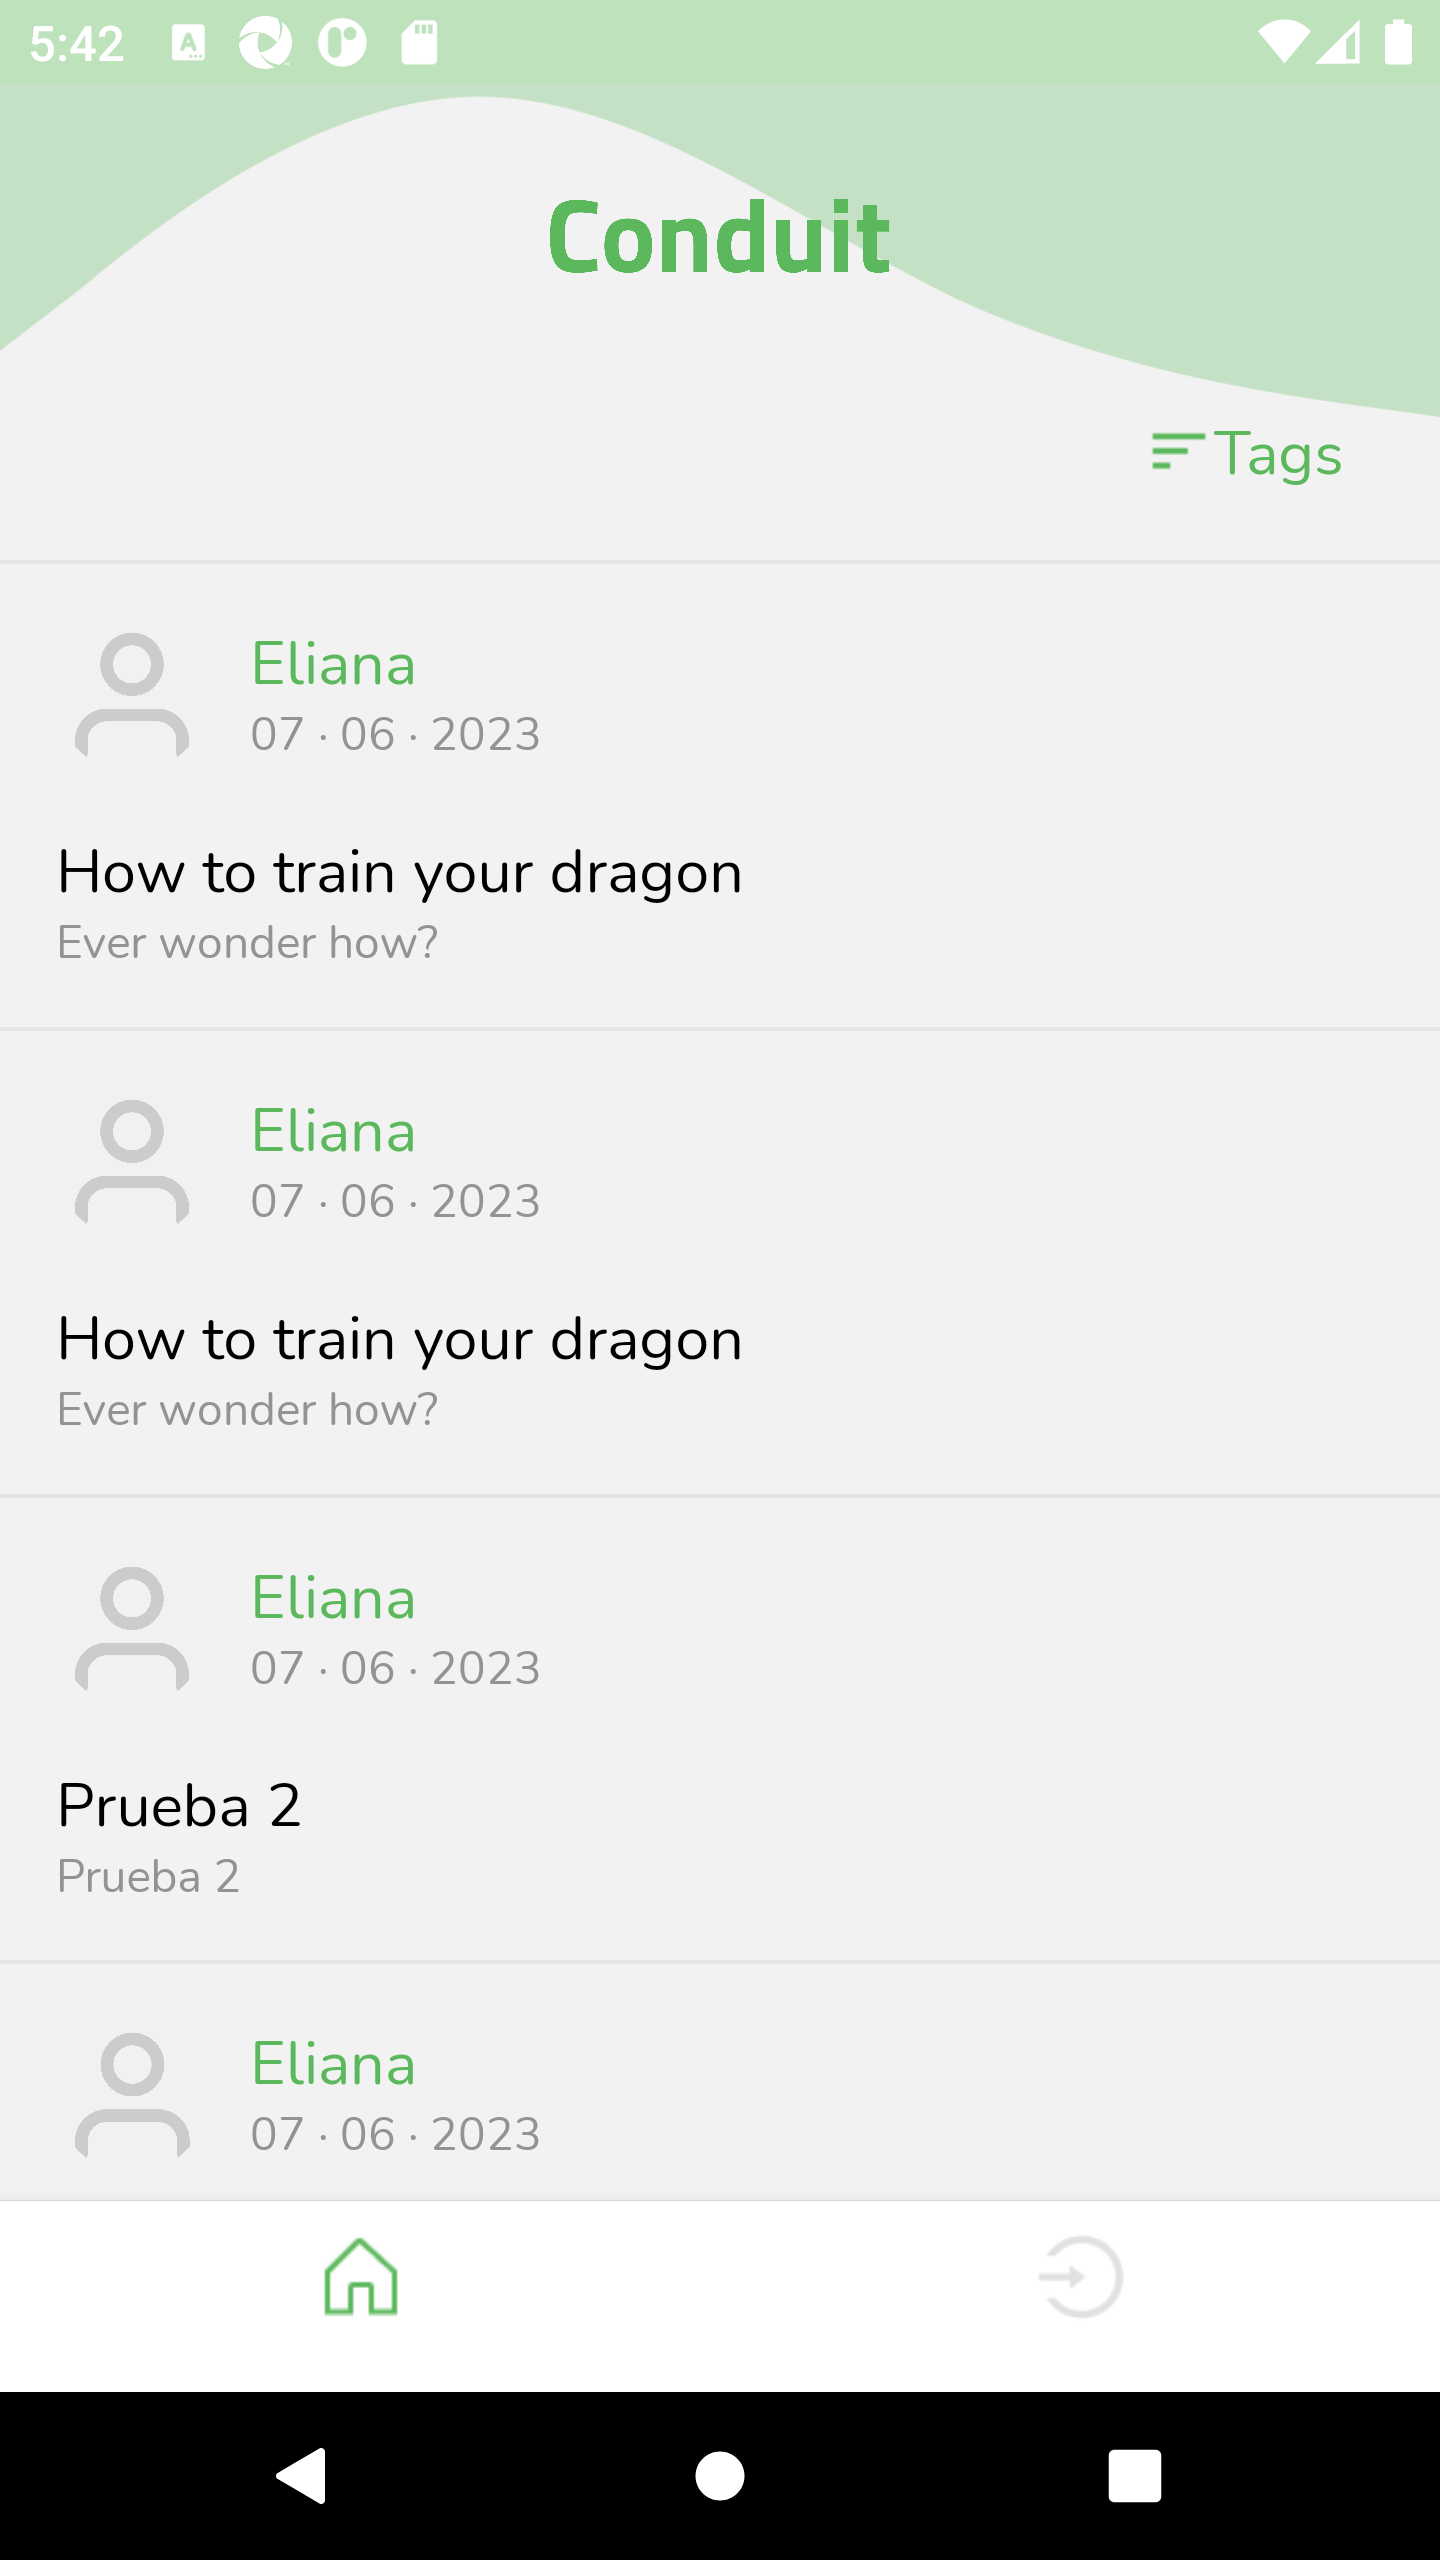 5:42
Conduit
Tags
Eliana
07 · 06 · 2023
How to train your dragon
Ever wonder how?
Eliana
07 · 06 · 2023
How to train your dragon
Ever wonder how?
Eliana
07 · 06 · 2023
Prueba 2
Prueba 2
Eliana
07 · 06 · 2023